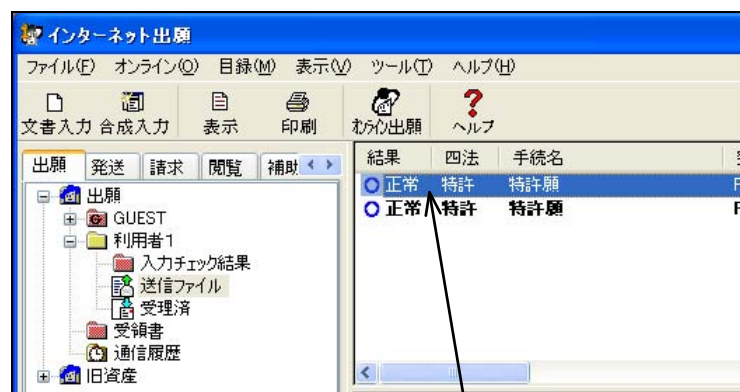 インターネット出願
ファイル(F) オンライン(O) 目録(M) 表示(V) ツール(T) ヘルプ(H)
文書入力 合成入力 表示 印刷 オンライン出願 ヘルプ
出願 発送 請求 閲覧 補助
結果 四法 手続名
正常 特許 特許願
正常 特許 特許願
出願
GUEST
利用者1
入力チェック結果
送信ファイル
受理済
受領書
通信履歴
旧資産